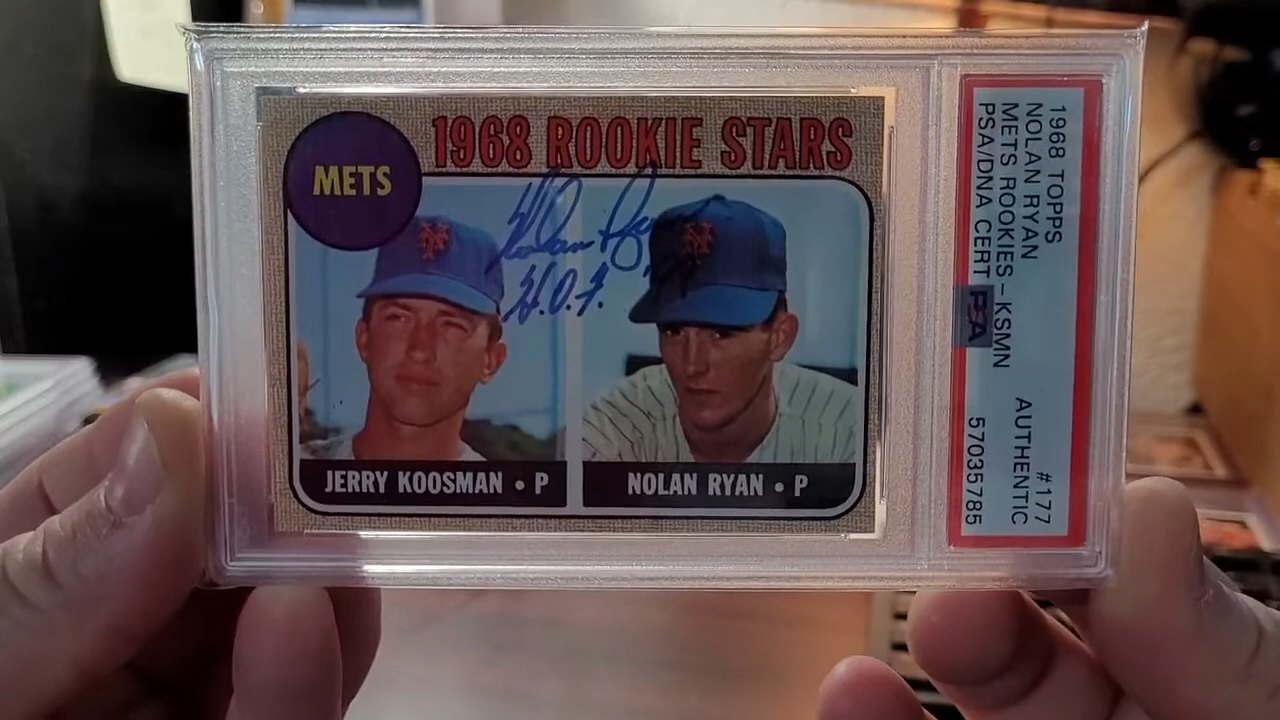 1968 ROOKIE STARS
METS
Nolan Ryan
H.O.F.
JERRY KOOSMAN • P
NOLAN RYAN • P
1968 TOPPS #177
NOLAN RYAN
METS ROOKIES – KSMN AUTHENTIC
PSA/DNA CERT 57035785
PSA